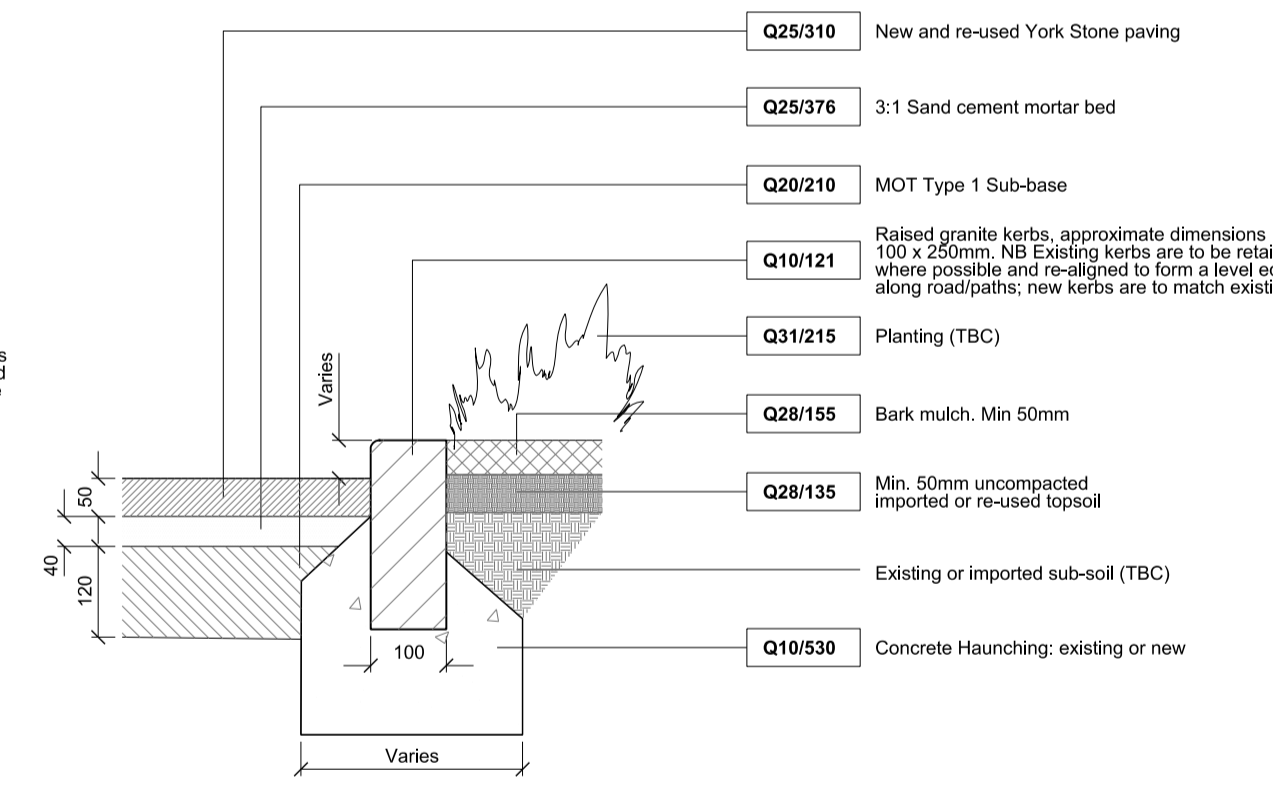 Q25/310 New and re-used York Stone paving
Q25/376 3:1 Sand cement mortar bed
Q20/210 MOT Type 1 Sub-base
Q10/121 Raised granite kerbs, approximate dimensions
100 x 250mm. NB Existing kerbs are to be retai
where possible and re-aligned to form a level
along road/paths; new kerbs are to match existi
Q31/215 Planting (TBC)
Varies
Q28/155 Bark mulch. Min 50mm
Q28/135 Min. 50mm uncompacted
imported or re-used topsoil
50
40
120
Existing or imported sub-soil (TBC)
Q10/530 Concrete Haunching: existing or new
100
Varies